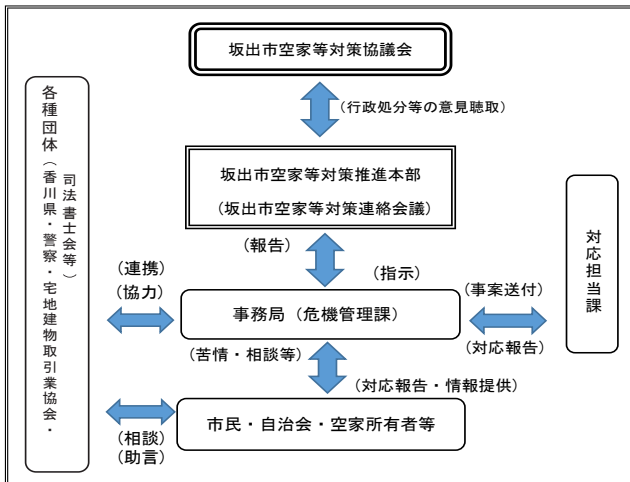 坂出市空家等対策協議会
(行政処分等の意見聴取)
各種団体(香川県・警察・宅地建物取引業協会・
司法書士会等)
坂出市空家等対策推進本部
(坂出市空家等対策連絡会議)
対応担当課
(報告)
(指示)
(連携)
(協力)
事務局(危機管理課)
(事案送付)
(対応報告)
(苦情・相談等)
(対応報告・情報提供)
市民・自治会・空家所有者等
(相談)
(助言)